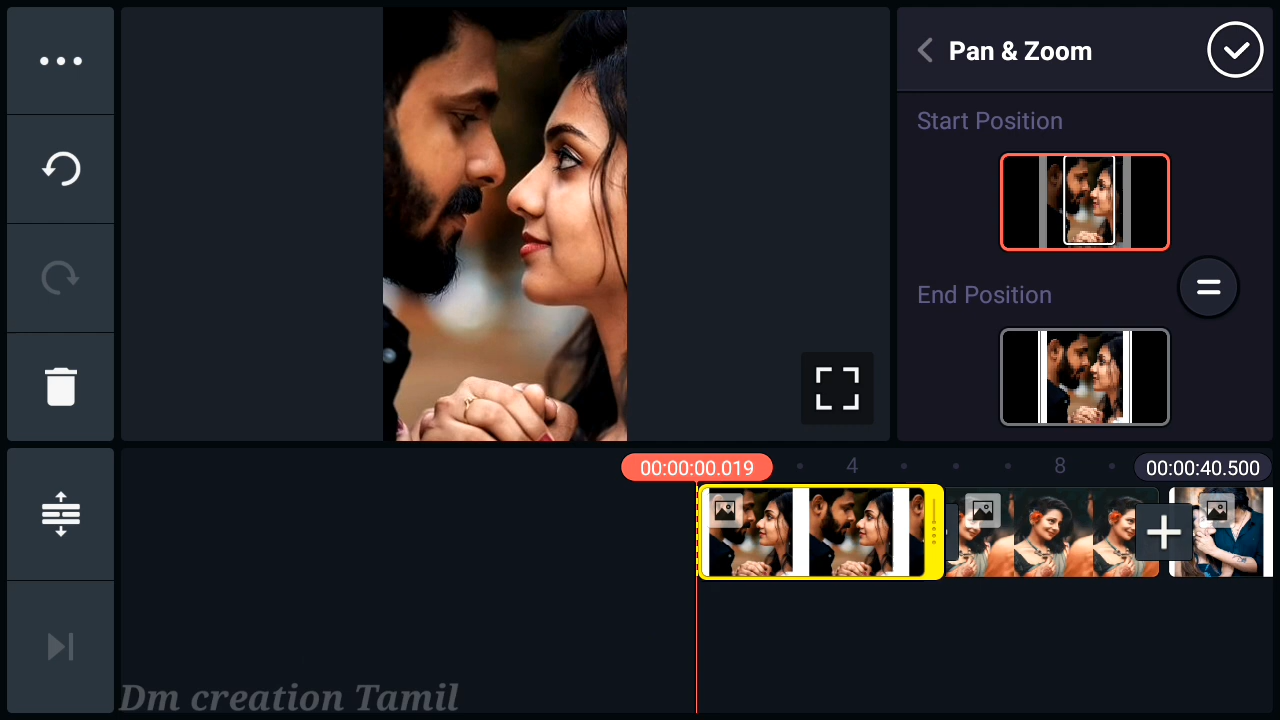 Pan & Zoom
Start Position
End Position
00:00:00.019
4
8
00:00:40.500
Dm creation Tamil